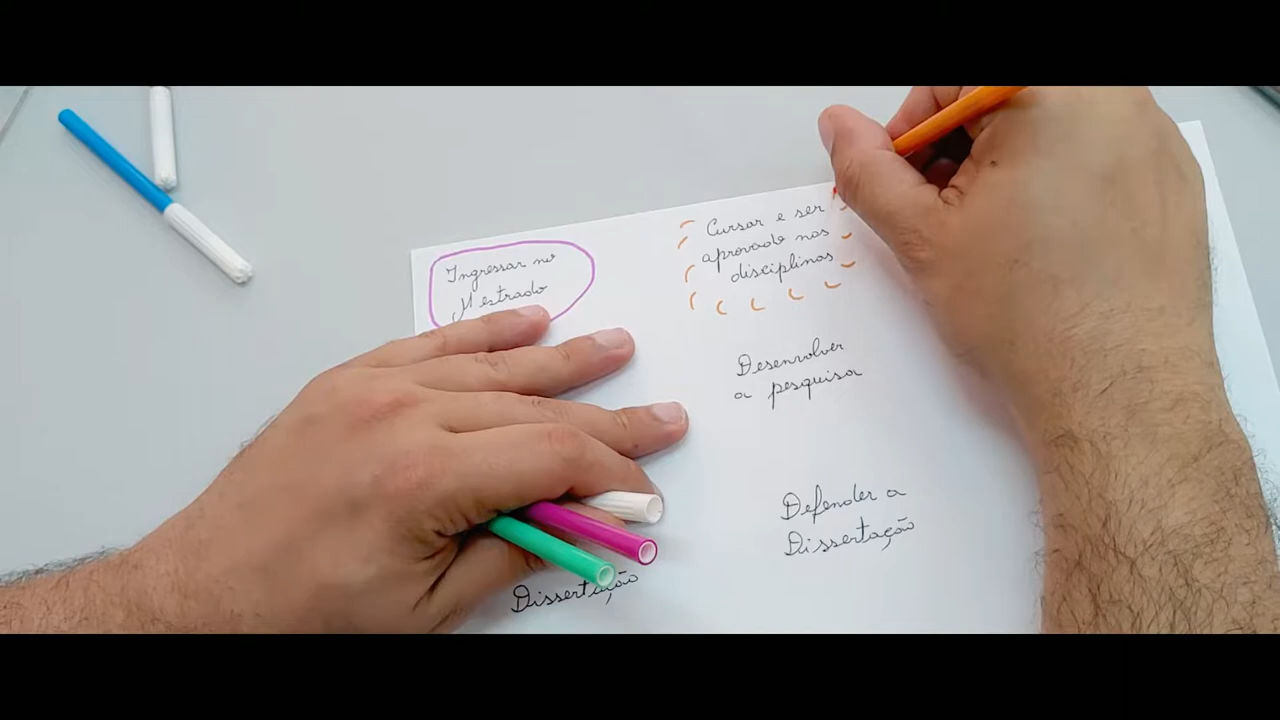 Ingressar no
Mestrado
Cursar e ser
aprovado nas
disciplinas
Desenvolver
a pesquisa
Defender a
Dissertação
Dissertação